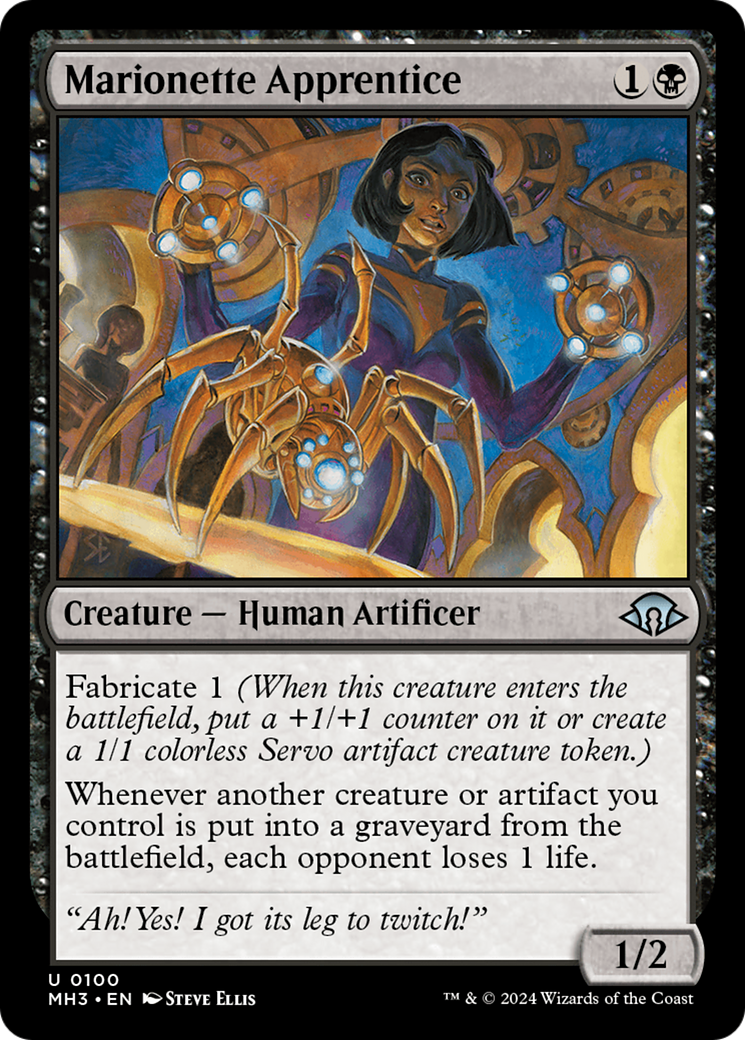 Marionette Apprentice 1
Creature — Human Artificer
Fabricate 1 (When this creature enters the
battlefield, put a +1/+1 counter on it or create
a 1/1 colorless Servo artifact creature token.)
Whenever another creature or artifact you
control is put into a graveyard from the
battlefield, each opponent loses 1 life.
“Ah! Yes! I got its leg to twitch!”
1/2
U 0100
MH3 • EN Steve Ellis ™ & © 2024 Wizards of the Coast